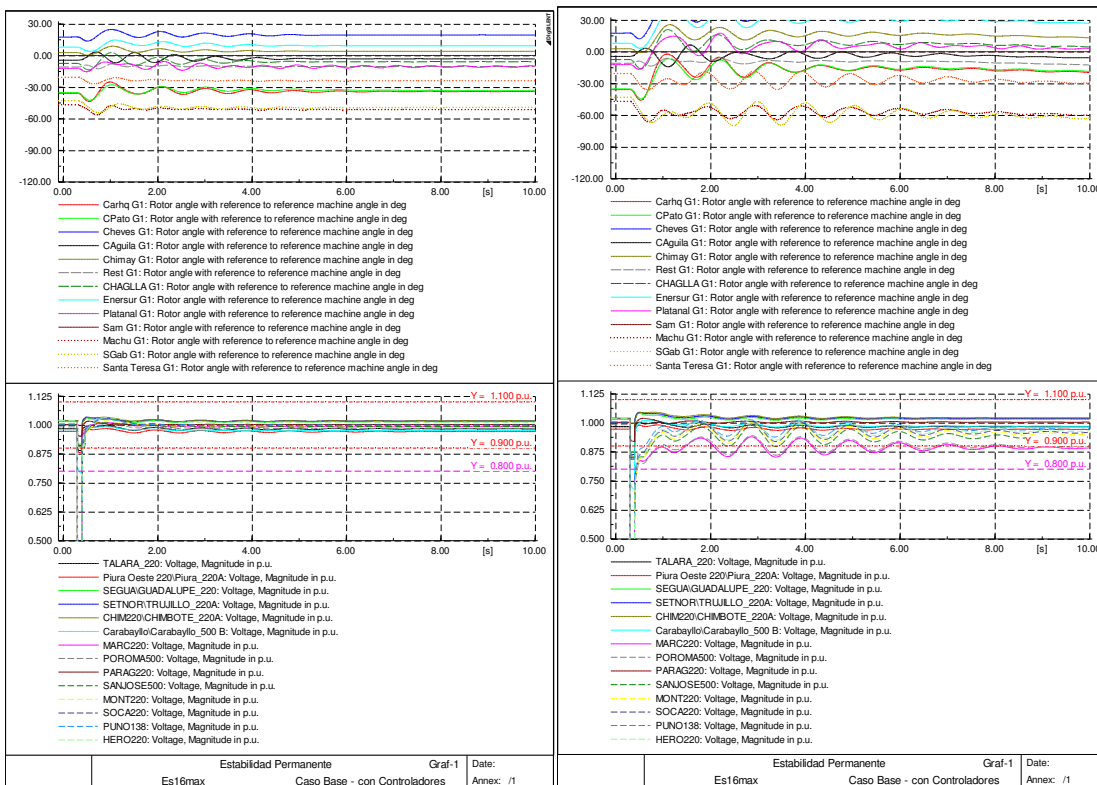 30.00
0.00
-30.00
-60.00
-90.00
-120.00
0.00 2.00 4.00 6.00 [s] 10.00
DIgSILENT
Carhq G1: Rotor angle with reference to reference machine angle in deg
CPato G1: Rotor angle with reference to reference machine angle in deg
Cheves G1: Rotor angle with reference to reference machine angle in deg
CAguila G1: Rotor angle with reference to reference machine angle in deg
Chimay G1: Rotor angle with reference to reference machine angle in deg
Rest G1: Rotor angle with reference to reference machine angle in deg
CHAGLLA G1: Rotor angle with reference to reference machine angle in deg
Enersur G1: Rotor angle with reference to reference machine angle in deg
Platanal G1: Rotor angle with reference to reference machine angle in deg
Sam G1: Rotor angle with reference to reference machine angle in deg
Machu G1: Rotor angle with reference to reference machine angle in deg
SGab G1: Rotor angle with reference to reference machine angle in deg
Santa Teresa G1: Rotor angle with reference to reference machine angle in deg
1.125
1.000
0.875
0.750
0.625
0.500
Y = 1.100 p.u.
Y = 0.900 p.u.
Y = 0.800 p.u.
0.00 2.00 4.00 6.00 [s] 10.00
TALARA_220: Voltage, Magnitude in p.u.
Piura Oeste 220\Piura_220A: Voltage, Magnitude in p.u.
SEGUA\GUADALUPE_220: Voltage, Magnitude in p.u.
SETNOR\TRUJILLO_220A: Voltage, Magnitude in p.u.
CHIM220\CHIMBOTE_220A: Voltage, Magnitude in p.u.
Carabayllo\Carabayllo_500 B: Voltage, Magnitude in p.u.
MARC220: Voltage, Magnitude in p.u.
POROMA500: Voltage, Magnitude in p.u.
PARAG220: Voltage, Magnitude in p.u.
SANJOSE500: Voltage, Magnitude in p.u.
MONT220: Voltage, Magnitude in p.u.
SOCA220: Voltage, Magnitude in p.u.
PUNO138: Voltage, Magnitude in p.u.
HERO220: Voltage, Magnitude in p.u.
Estabilidad Permanente Graf-1 Date:
Es16max Caso Base - con Controladores Annex: /1
30.00
0.00
-30.00
-60.00
-90.00
-120.00
0.00 2.00 4.00 6.00 [s] 10.00
Carhq G1: Rotor angle with reference to reference machine angle in deg
CPato G1: Rotor angle with reference to reference machine angle in deg
Cheves G1: Rotor angle with reference to reference machine angle in deg
CAguila G1: Rotor angle with reference to reference machine angle in deg
Chimay G1: Rotor angle with reference to reference machine angle in deg
Rest G1: Rotor angle with reference to reference machine angle in deg
CHAGLLA G1: Rotor angle with reference to reference machine angle in deg
Enersur G1: Rotor angle with reference to reference machine angle in deg
Platanal G1: Rotor angle with reference to reference machine angle in deg
Sam G1: Rotor angle with reference to reference machine angle in deg
Machu G1: Rotor angle with reference to reference machine angle in deg
SGab G1: Rotor angle with reference to reference machine angle in deg
Santa Teresa G1: Rotor angle with reference to reference machine angle in deg
1.125
1.000
0.875
0.750
0.625
0.500
Y = 1.100 p.u.
Y = 0.900 p.u.
Y = 0.800 p.u.
0.00 2.00 4.00 6.00 [s] 10.00
TALARA_220: Voltage, Magnitude in p.u.
Piura Oeste 220\Piura_220A: Voltage, Magnitude in p.u.
SEGUA\GUADALUPE_220: Voltage, Magnitude in p.u.
SETNOR\TRUJILLO_220A: Voltage, Magnitude in p.u.
CHIM220\CHIMBOTE_220A: Voltage, Magnitude in p.u.
Carabayllo\Carabayllo_500 B: Voltage, Magnitude in p.u.
MARC220: Voltage, Magnitude in p.u.
POROMA500: Voltage, Magnitude in p.u.
PARAG220: Voltage, Magnitude in p.u.
SANJOSE500: Voltage, Magnitude in p.u.
MONT220: Voltage, Magnitude in p.u.
SOCA220: Voltage, Magnitude in p.u.
PUNO138: Voltage, Magnitude in p.u.
HERO220: Voltage, Magnitude in p.u.
Estabilidad Permanente Graf-1 Date:
Es16max Caso Base - con Controladores Annex: /1